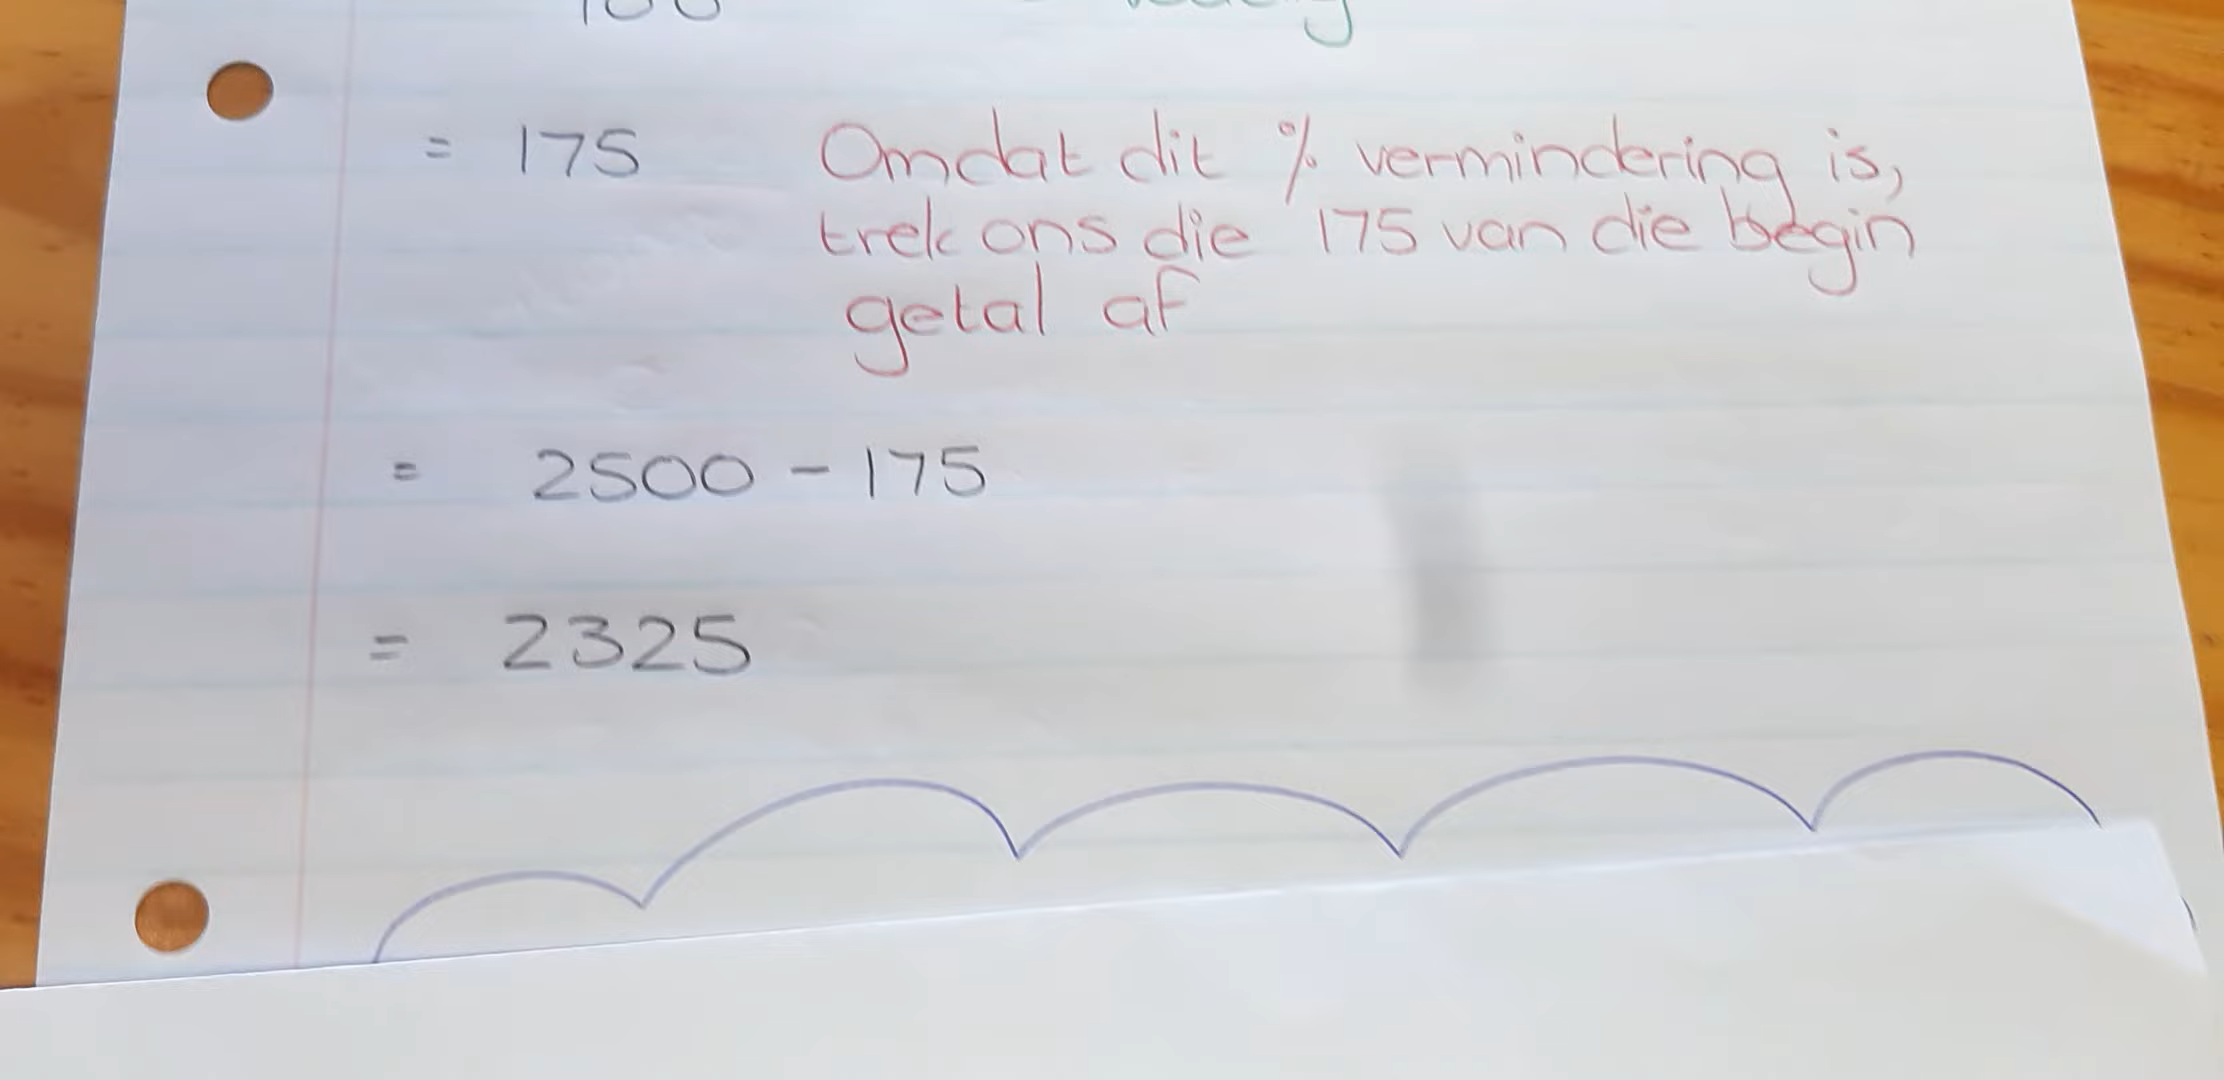 = 175 Omdat dit % vermindering is,
trek ons die 175 van die begin
getal af
= 2500 - 175
= 2325